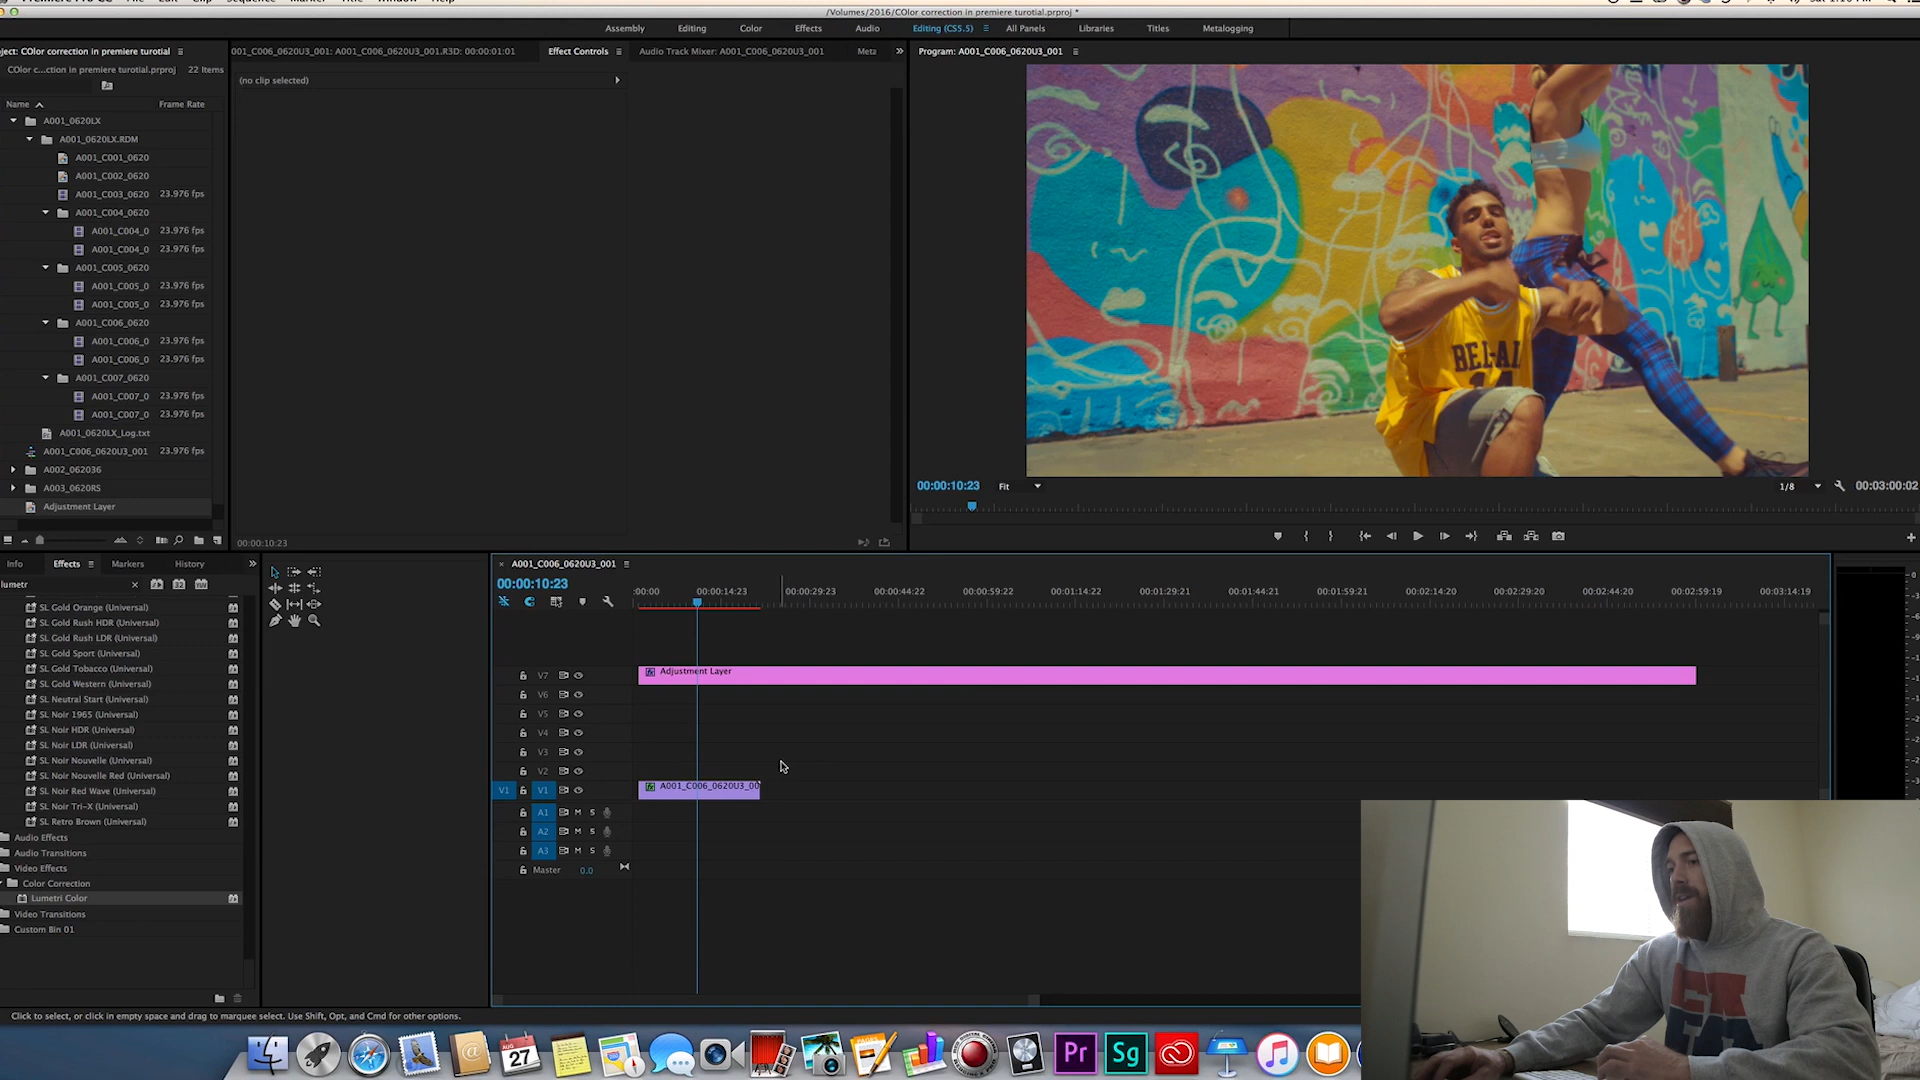 /Volumes/2016/COlor correction in premiere turotial.prproj *
Assembly Editing Color Effects Audio Editing (CS5.5) All Panels Libraries Titles Metalogging
ject: COlor correction in premiere turotial
COlor c...ction in premiere turotial.prproj 22 Items
Name Frame Rate
A001_0620LX
A001_0620LX.RDM
A001_C001_0620
A001_C002_0620
A001_C003_0620 23.976 fps
A001_C004_0620
A001_C004_0 23.976 fps
A001_C004_0 23.976 fps
A001_C005_0620
A001_C005_0 23.976 fps
A001_C005_0 23.976 fps
A001_C006_0620
A001_C006_0 23.976 fps
A001_C006_0 23.976 fps
A001_C007_0620
A001_C007_0 23.976 fps
A001_C007_0 23.976 fps
A001_0620LX_Log.txt
A001_C006_0620U3_001 23.976 fps
A002_062036
A003_0620RS
Adjustment Layer
001_C006_0620U3_001: A001_C006_0620U3_001.R3D: 00:00:01:01 Effect Controls Audio Track Mixer: A001_C006_0620U3_001 Meta
(no clip selected)
00:00:10:23
Program: A001_C006_0620U3_001
BEL-AI
00:00:10:23 Fit 1/8 00:03:00:02
Info Effects Markers History
lumetr
SL Gold Orange (Universal)
SL Gold Rush HDR (Universal)
SL Gold Rush LDR (Universal)
SL Gold Sport (Universal)
SL Gold Tobacco (Universal)
SL Gold Western (Universal)
SL Neutral Start (Universal)
SL Noir 1965 (Universal)
SL Noir HDR (Universal)
SL Noir LDR (Universal)
SL Noir Nouvelle (Universal)
SL Noir Nouvelle Red (Universal)
SL Noir Red Wave (Universal)
SL Noir Tri-X (Universal)
SL Retro Brown (Universal)
Audio Effects
Audio Transitions
Video Effects
Color Correction
Lumetri Color
Video Transitions
Custom Bin 01
A001_C006_0620U3_001
00:00:10:23
:00:00 00:00:14:23 00:00:29:23 00:00:44:22 00:00:59:22 00:01:14:22 00:01:29:21 00:01:44:21 00:01:59:21 00:02:14:20 00:02:29:20 00:02:44:20 00:02:59:19 00:03:14:19
V7 Adjustment Layer
V6
V5
V4
V3
V2
V1 V1 A001_C006_0620U3_00
A1 M S
A2 M S
A3 M S
Master 0.0
Click to select, or click in empty space and drag to marquee select. Use Shift, Opt, and Cmd for other options.
AUG
27
PAGES
Pr
Sg